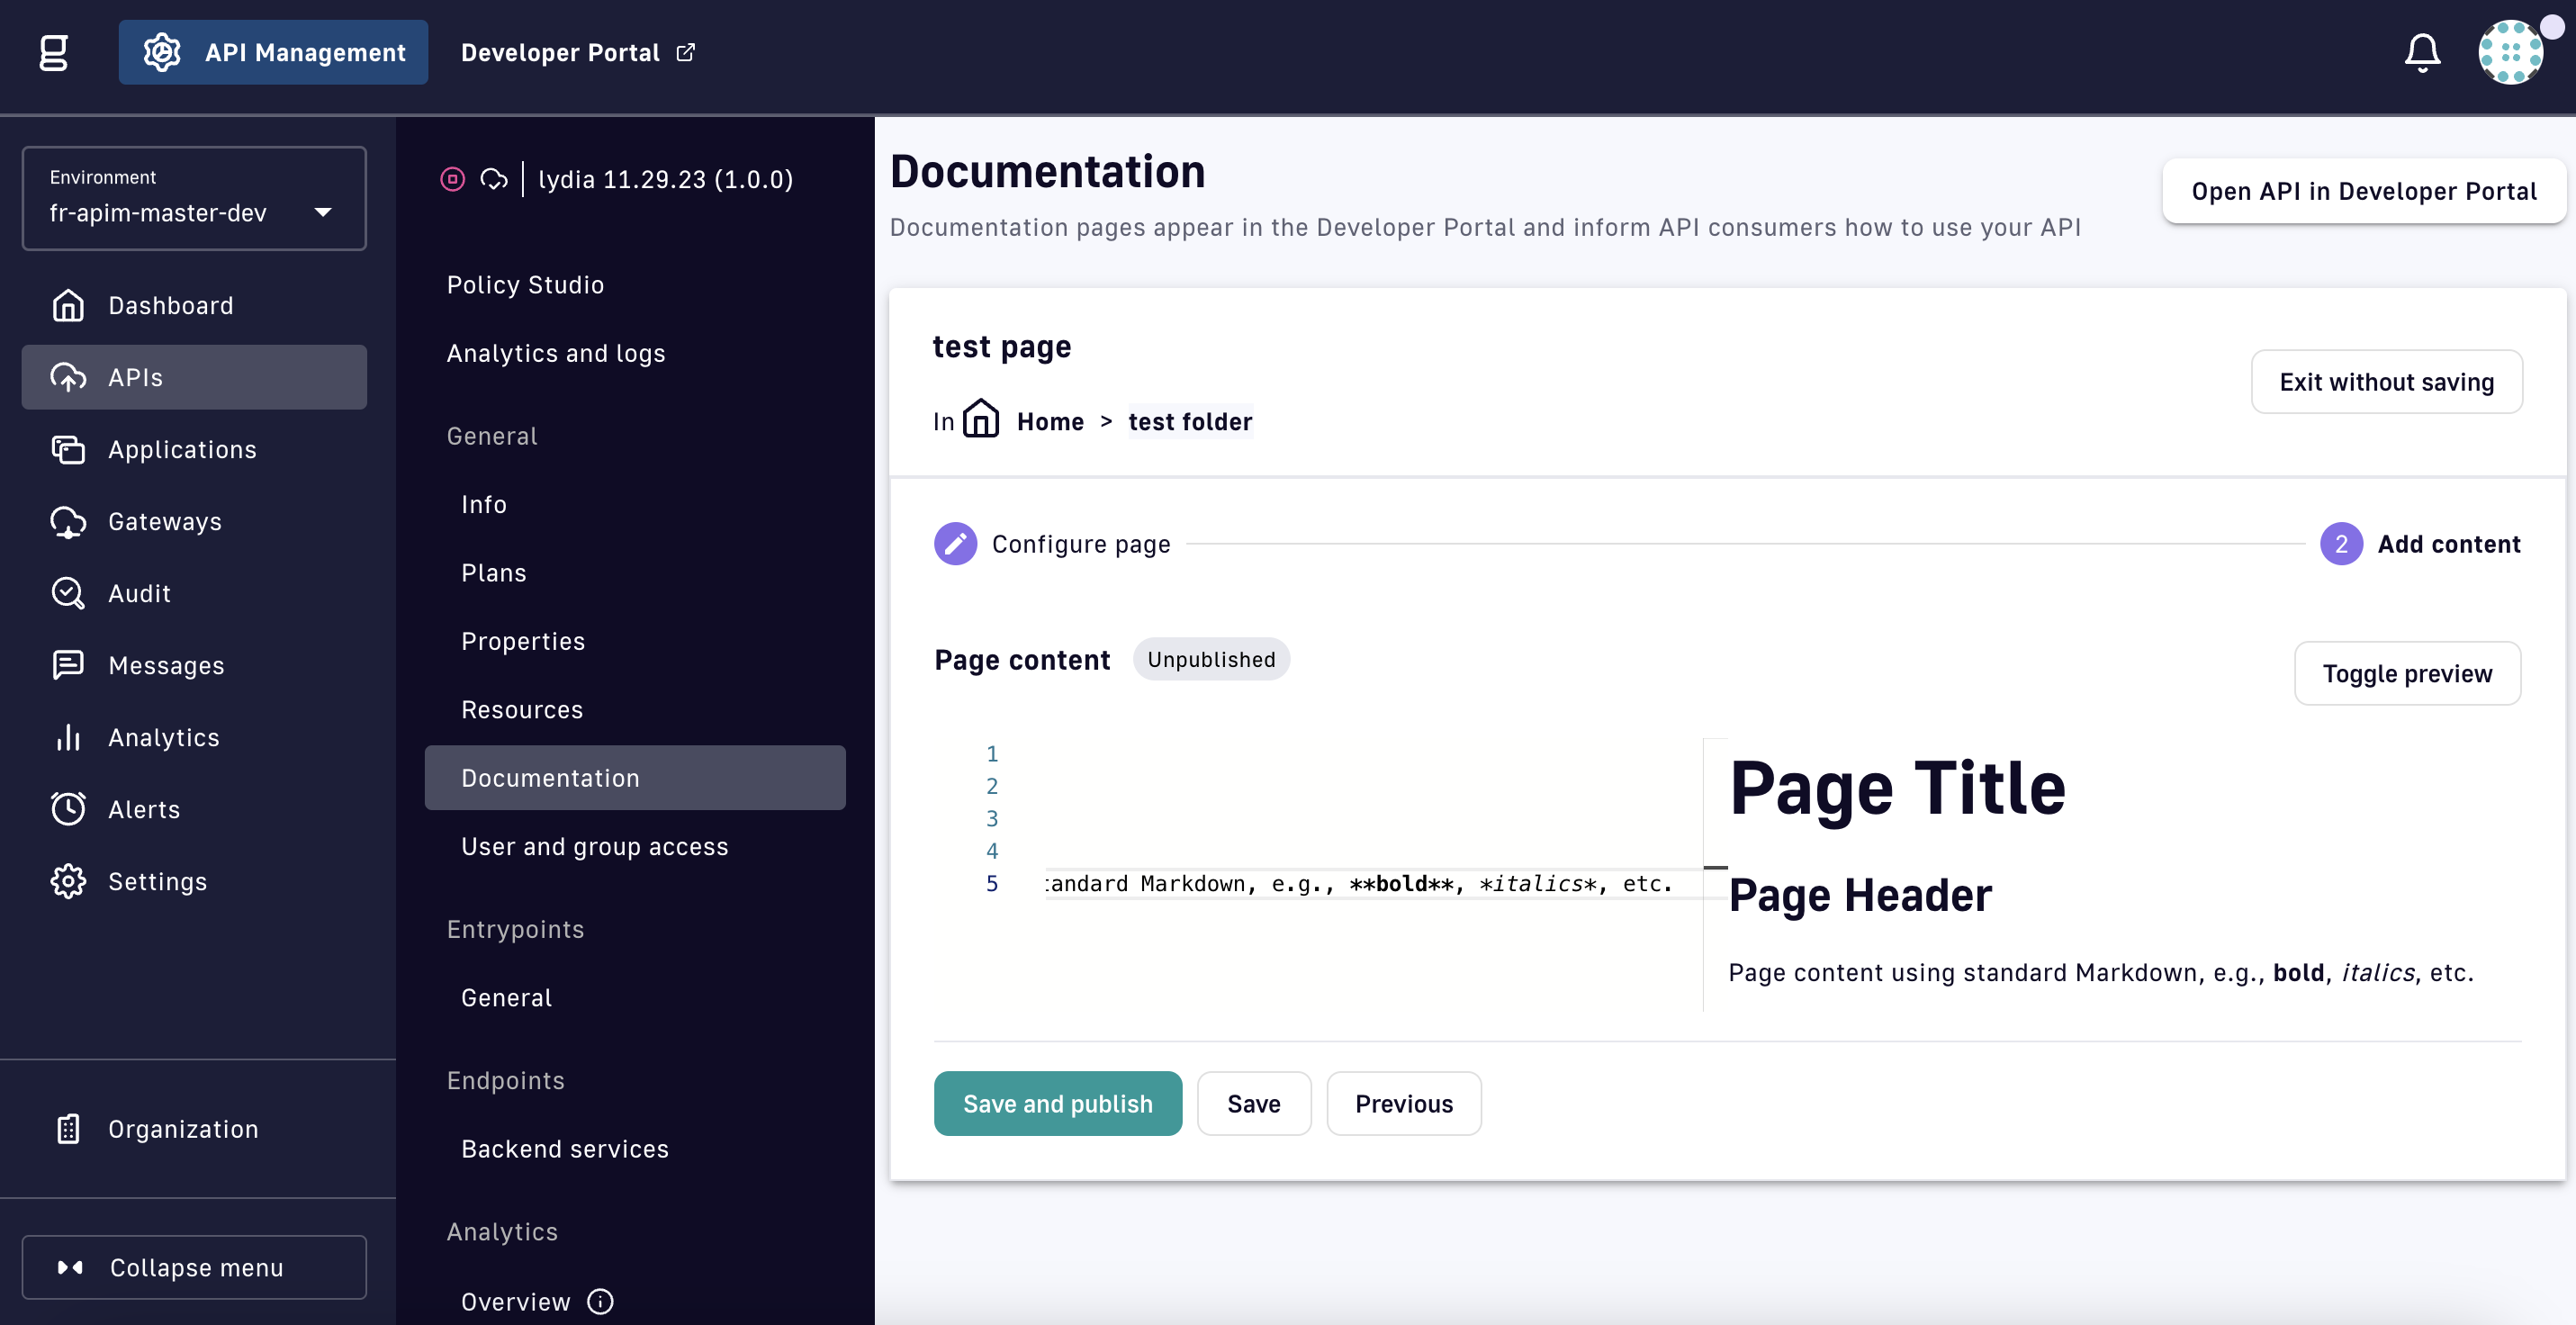 API Management
Developer Portal
Environment
fr-apim-master-dev
Dashboard
APIs
Applications
Gateways
Audit
Messages
Analytics
Alerts
Settings
Organization
Collapse menu
lydia 11.29.23 (1.0.0)
Policy Studio
Analytics and logs
General
Info
Plans
Properties
Resources
Documentation
User and group access
Entrypoints
General
Endpoints
Backend services
Analytics
Overview
Documentation
Documentation pages appear in the Developer Portal and inform API consumers how to use your API
Open API in Developer Portal
test page
Exit without saving
In Home > test folder
Configure page
2 Add content
Page content Unpublished
Toggle preview
1
2
3
4
5 tandard Markdown, e.g., **bold**, *italics*, etc.
Page Title
Page Header
Page content using standard Markdown, e.g., bold, italics, etc.
Save and publish
Save
Previous